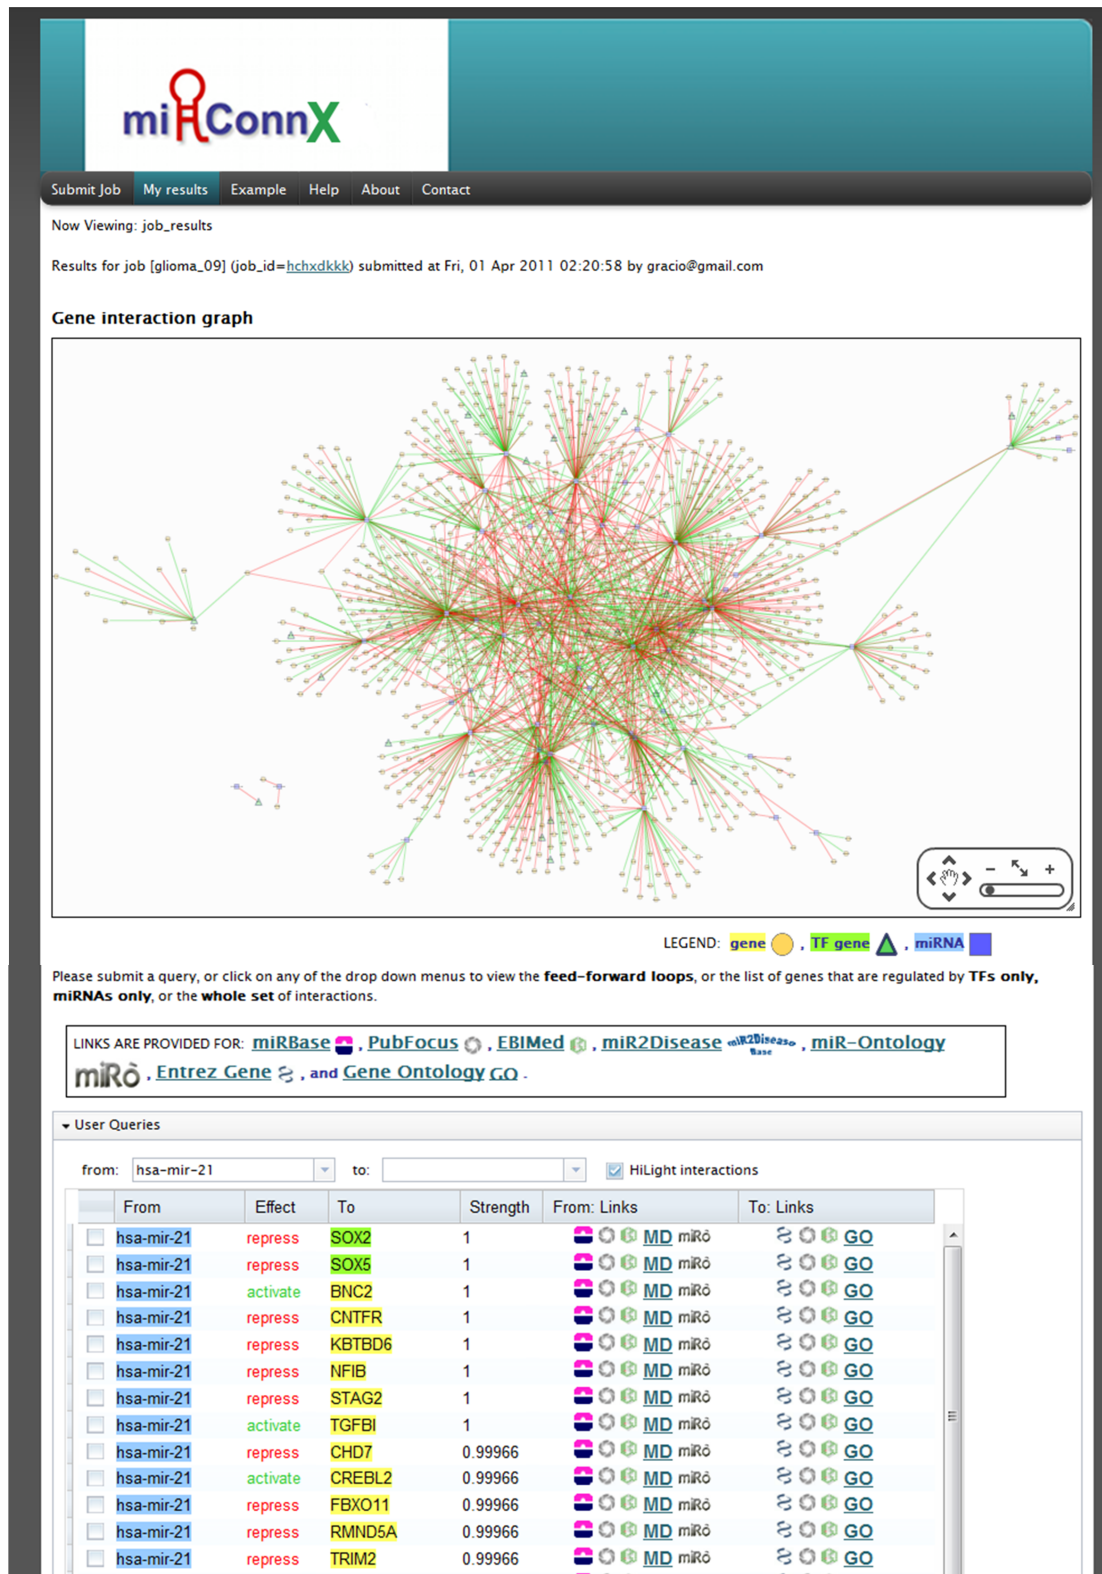 miRConnX
Submit Job My results Example Help About Contact
Now Viewing: job_results
Results for job [glioma_09] (job_id=hchxdkkk) submitted at Fri, 01 Apr 2011 02:20:58 by gracio@gmail.com
Gene interaction graph
LEGEND: gene , TF gene , miRNA
Please submit a query, or click on any of the drop down menus to view the feed-forward loops, or the list of genes that are regulated by TFs only,
miRNAs only, or the whole set of interactions.
LINKS ARE PROVIDED FOR: miRBase , PubFocus , EBIMed , miR2Disease miR2Disease Base , miR-Ontology
miRò , Entrez Gene , and Gene Ontology GO .
User Queries
from: hsa-mir-21 to: HiLight interactions
From Effect To Strength From: Links To: Links
hsa-mir-21 repress SOX2 1 MD miRò GO
hsa-mir-21 repress SOX5 1 MD miRò GO
hsa-mir-21 activate BNC2 1 MD miRò GO
hsa-mir-21 repress CNTFR 1 MD miRò GO
hsa-mir-21 repress KBTBD6 1 MD miRò GO
hsa-mir-21 repress NFIB 1 MD miRò GO
hsa-mir-21 repress STAG2 1 MD miRò GO
hsa-mir-21 activate TGFBI 1 MD miRò GO
hsa-mir-21 repress CHD7 0.99966 MD miRò GO
hsa-mir-21 activate CREBL2 0.99966 MD miRò GO
hsa-mir-21 repress FBXO11 0.99966 MD miRò GO
hsa-mir-21 repress RMND5A 0.99966 MD miRò GO
hsa-mir-21 repress TRIM2 0.99966 MD miRò GO